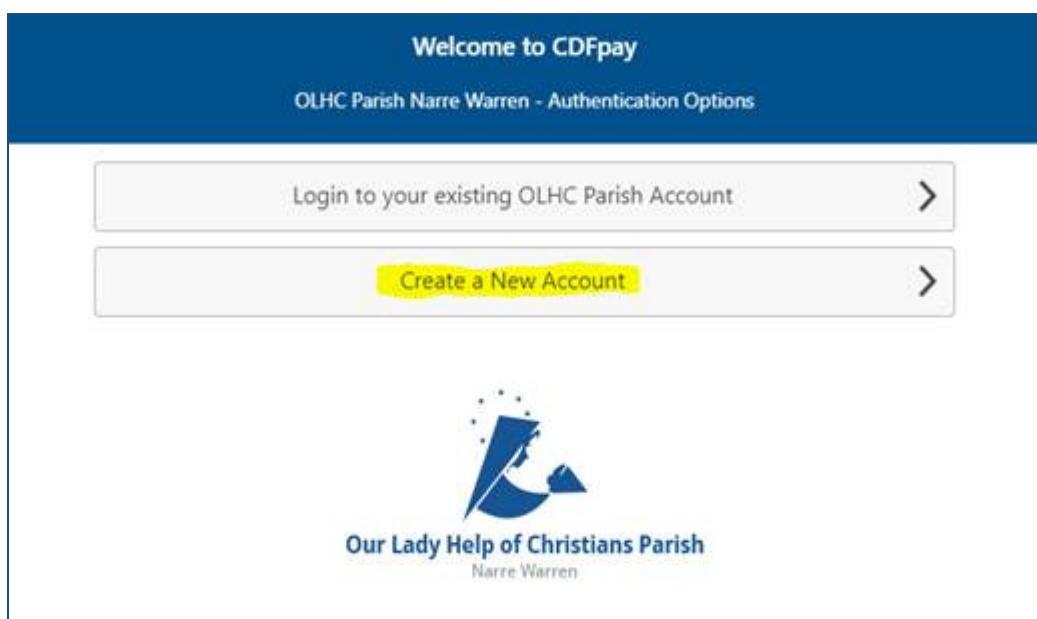 Welcome to CDFpay
OLHC Parish Narre Warren - Authentication Options
Login to your existing OLHC Parish Account
Create a New Account
Our Lady Help of Christians Parish
Narre Warren